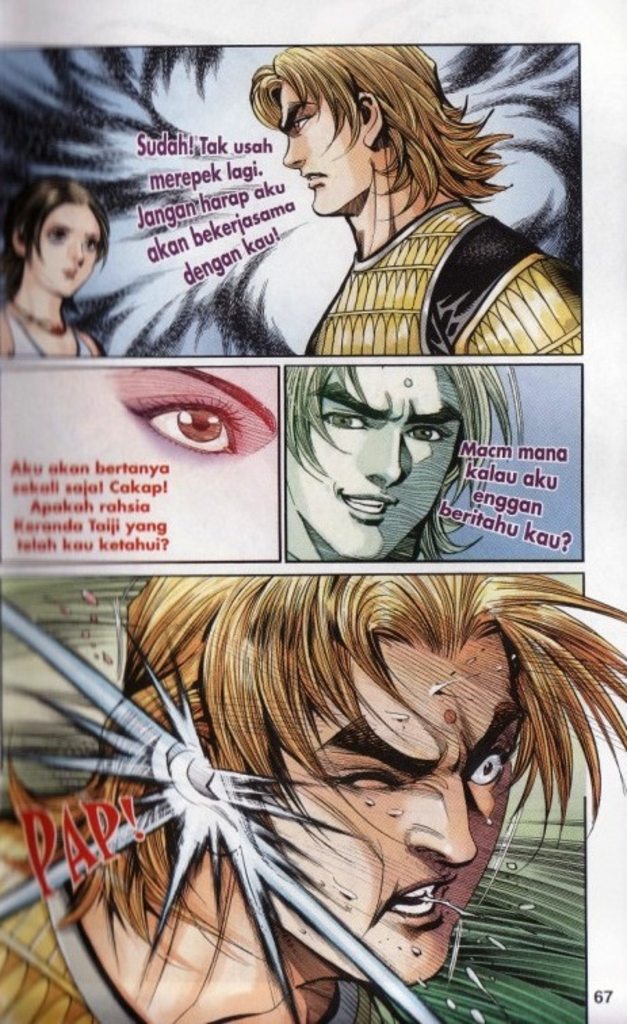 Sudah! Tak usah
merepek lagi.
Jangan harap aku
akan bekerjasama
dengan kau!
Aku akan bertanya
sekali saja! Cakap!
Apakah rahsia
Keranda Taiji yang
telah kau ketahui?
Macm mana
kalau aku
enggan
beritahu kau?
PAP!
67